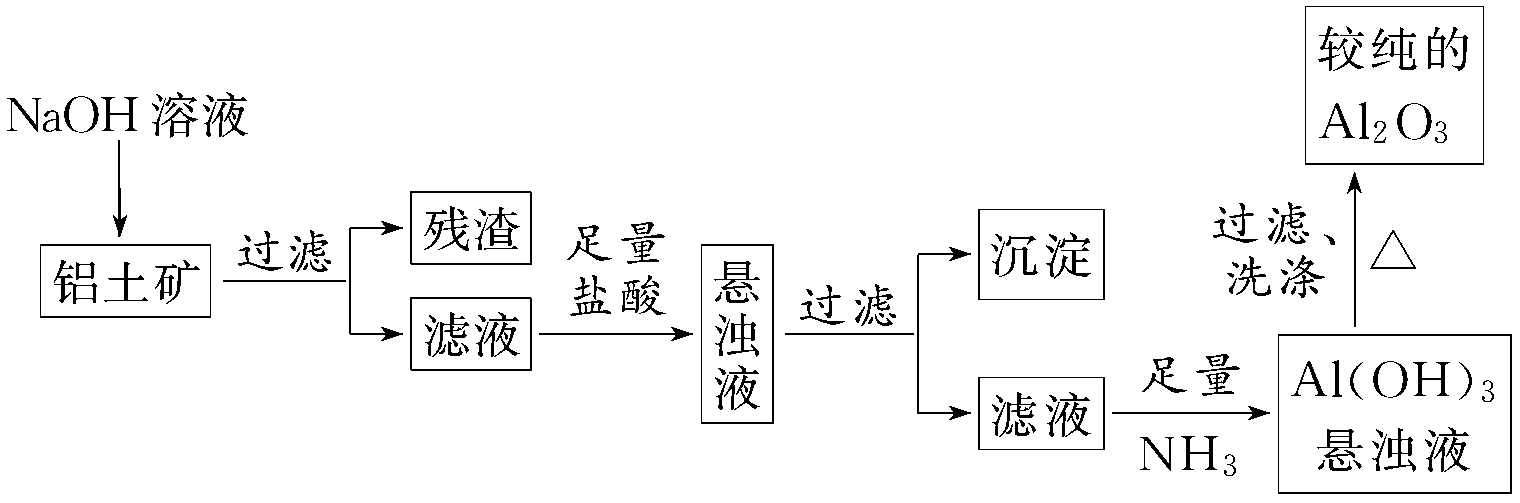 NaOH 溶液
铝土矿
过滤
残渣
滤液
足量
盐酸
悬
浊
液
过滤
沉淀
滤液
足量
NH₃
Al(OH)₃
悬浊液
过滤、
洗涤
△
较纯的
Al₂O₃